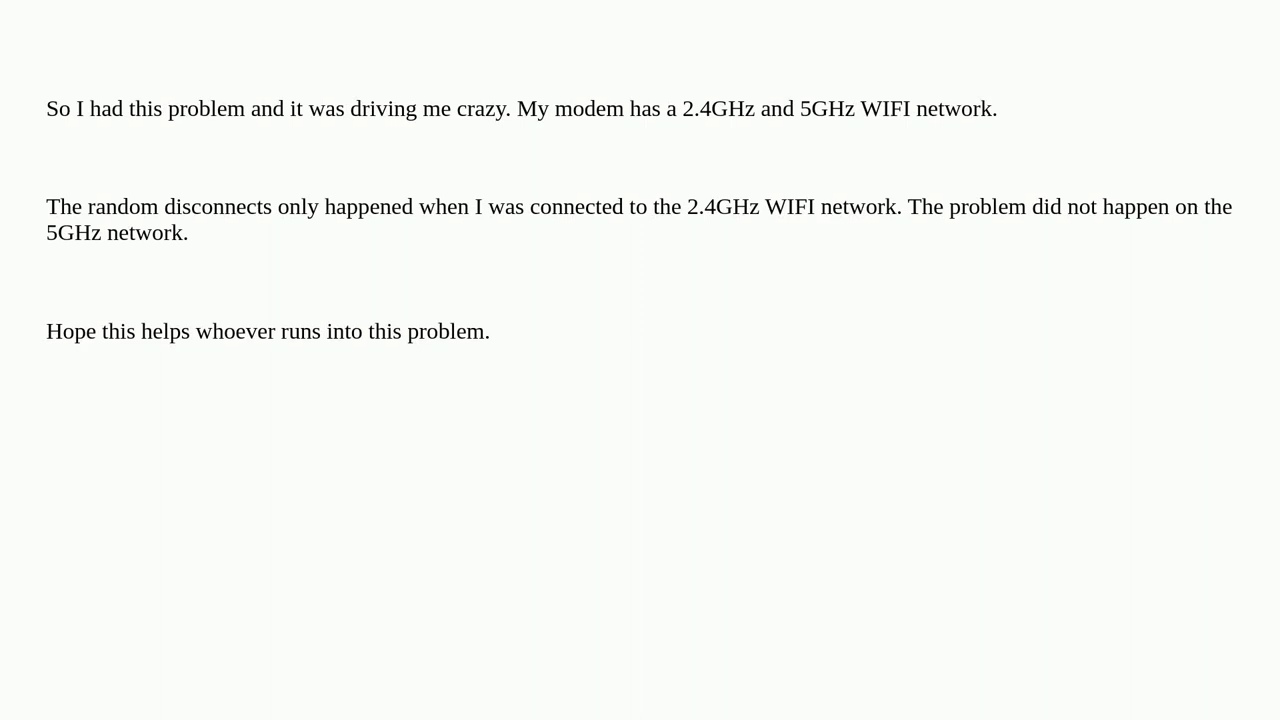 So I had this problem and it was driving me crazy. My modem has a 2.4GHz and 5GHz WIFI network.
The random disconnects only happened when I was connected to the 2.4GHz WIFI network. The problem did not happen on the
5GHz network.
Hope this helps whoever runs into this problem.